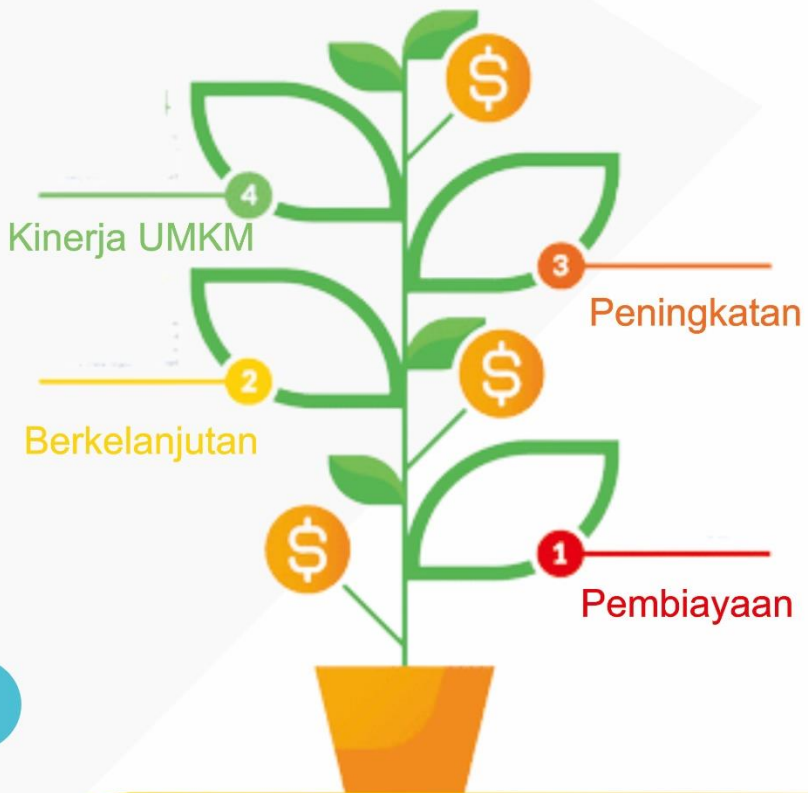 $
4
Kinerja UMKM
3
Peningkatan
$
2
Berkelanjutan
$
1
Pembiayaan